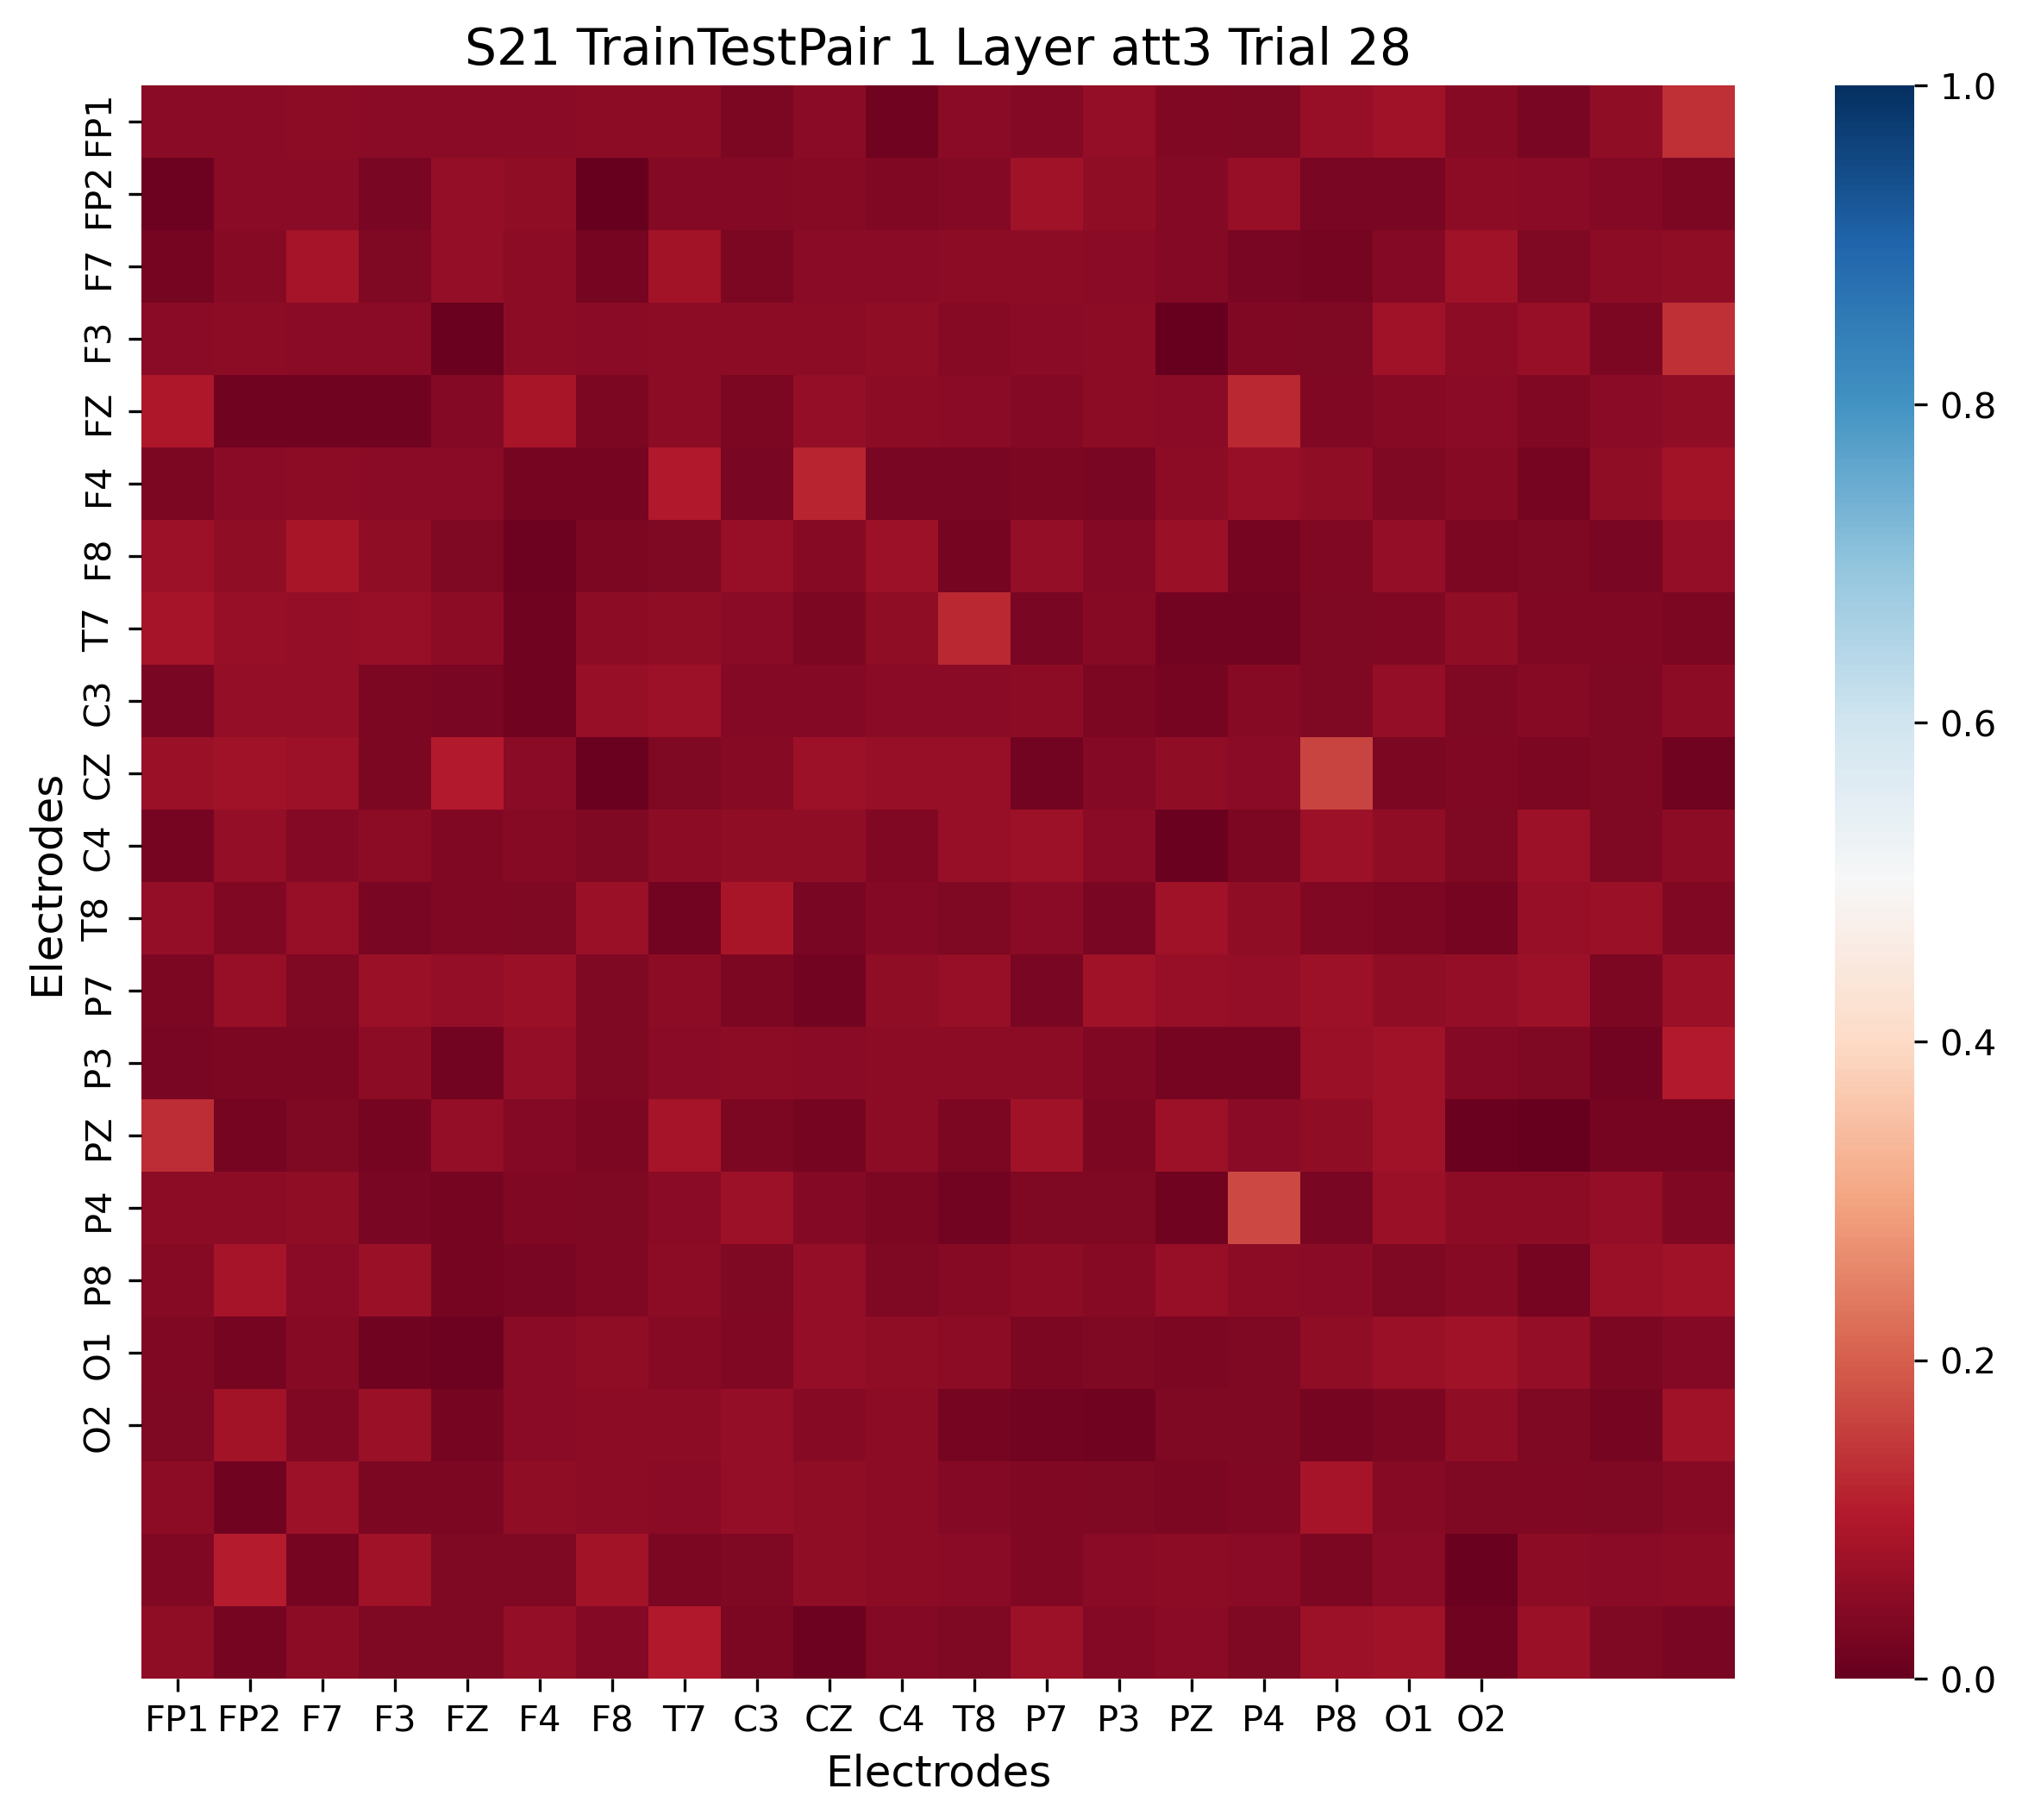 S21 TrainTestPair 1 Layer att3 Trial 28
Electrodes
FP1
FP2
F7
F3
FZ
F4
F8
T7
C3
CZ
C4
T8
P7
P3
PZ
P4
P8
O1
O2
FP1 FP2 F7 F3 FZ F4 F8 T7 C3 CZ C4 T8 P7 P3 PZ P4 P8 O1 O2
Electrodes
1.0
0.8
0.6
0.4
0.2
0.0